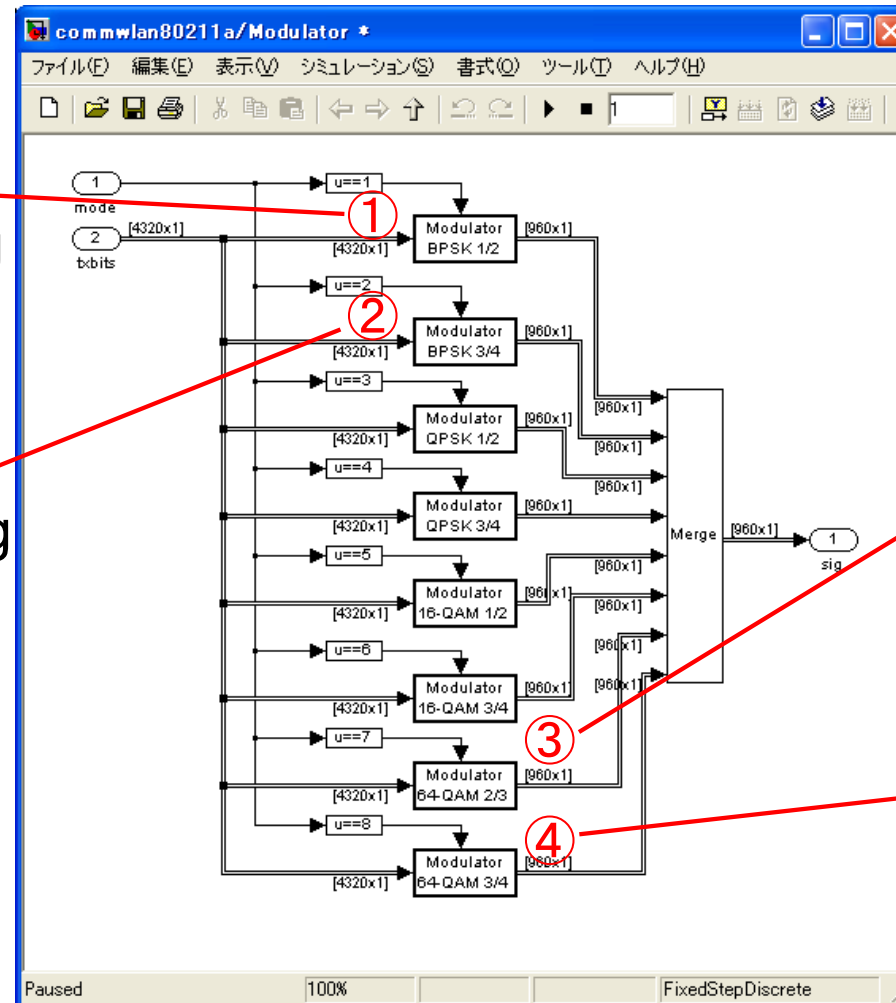 commwlan80211a/Modulator *
ファイル(F) 編集(E) 表示(V) シミュレーション(S) 書式(O) ツール(T) ヘルプ(H)
1
1
mode
2
txbits
[4320x1]
u==1
①
[4320x1]
Modulator
BPSK 1/2
[960x1]
u==2
②
[4320x1]
Modulator
BPSK 3/4
[960x1]
u==3
[4320x1]
Modulator
QPSK 1/2
[960x1]
u==4
[4320x1]
Modulator
QPSK 3/4
[960x1]
u==5
[4320x1]
Modulator
16-QAM 1/2
[960x1]
u==6
[4320x1]
Modulator
16-QAM 3/4
[960x1]
③
u==7
[4320x1]
Modulator
64-QAM 2/3
[960x1]
④
u==8
[4320x1]
Modulator
64-QAM 3/4
[960x1]
[960x1]
[960x1]
[960x1]
[960x1]
[960x1]
[960x1]
[960x1]
Merge
[960x1]
1
sig
g
Paused 100% FixedStepDiscrete